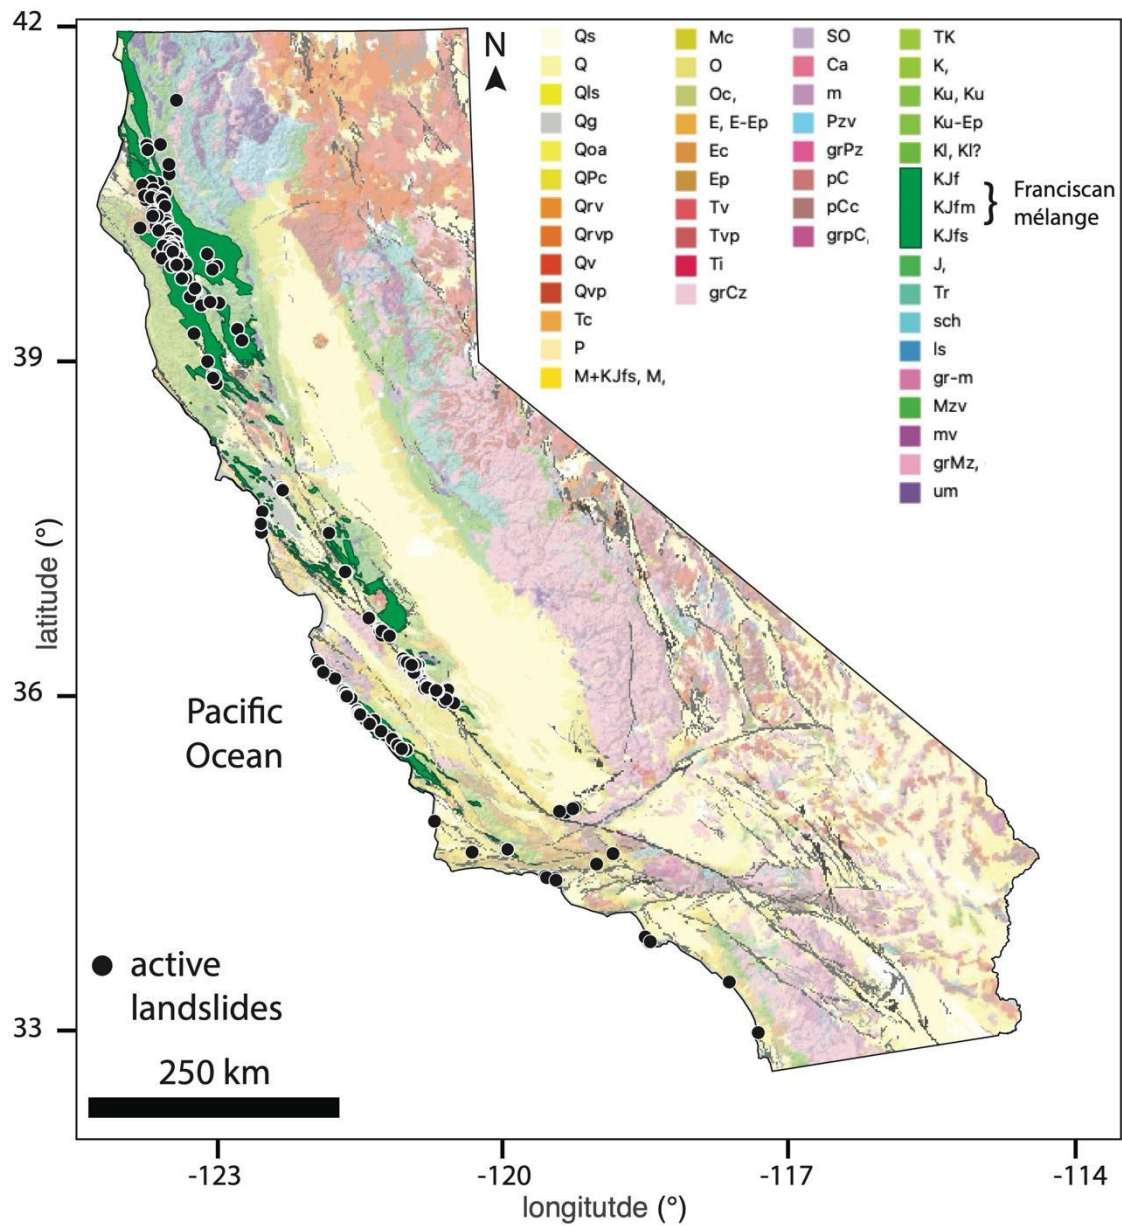 42
39
36
33
latitude (°)
N
Qs
Q
Qls
Qg
Qoa
QPc
Qrv
Qrvp
Qv
Qvp
Tc
P
M+KJfs, M,
Mc
O
Oc,
E, E-Ep
Ec
Ep
Tv
Tvp
Ti
grCz
SO
Ca
m
Pzv
grPz
pC
pCc
grpC,
TK
K,
Ku, Ku
Ku-Ep
Kl, Kl?
KJf
KJfm
KJfs
J,
Tr
sch
ls
gr-m
Mzv
mv
grMz,
um
Franciscan
mélange
Pacific
Ocean
active
landslides
250 km
-123
-120
-117
-114
longitutde (°)